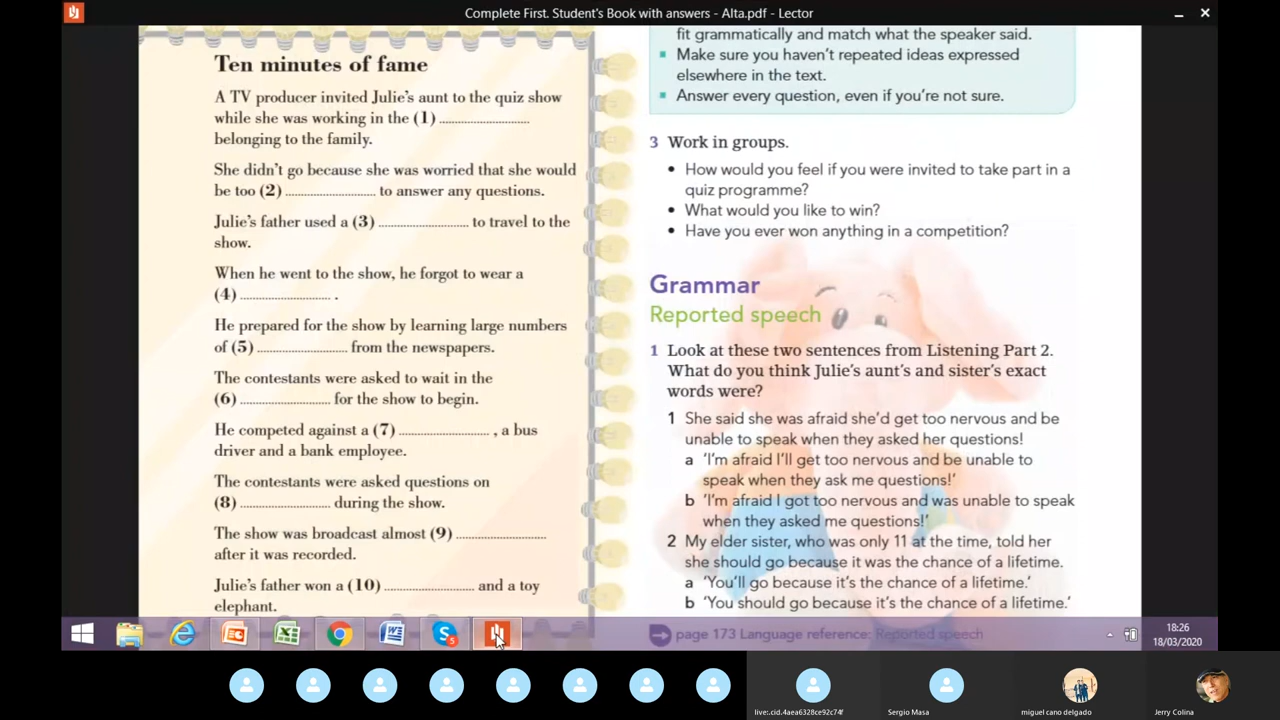 Complete First. Student's Book with answers - Alta.pdf - Lector
Ten minutes of fame
A TV producer invited Julie's aunt to the quiz show
while she was working in the (1) ..............................
belonging to the family.
She didn't go because she was worried that she would
be too (2) .............................. to answer any questions.
Julie's father used a (3) .............................. to travel to the
show.
When he went to the show, he forgot to wear a
(4) .............................. .
He prepared for the show by learning large numbers
of (5) .............................. from the newspapers.
The contestants were asked to wait in the
(6) .............................. for the show to begin.
He competed against a (7) .............................. , a bus
driver and a bank employee.
The contestants were asked questions on
(8) .............................. during the show.
The show was broadcast almost (9) ..............................
after it was recorded.
Julie's father won a (10) .............................. and a toy
elephant.
fit grammatically and match what the speaker said.
Make sure you haven't repeated ideas expressed
elsewhere in the text.
Answer every question, even if you're not sure.
3 Work in groups.
• How would you feel if you were invited to take part in a
quiz programme?
• What would you like to win?
• Have you ever won anything in a competition?
Grammar
Reported speech
1 Look at these two sentences from Listening Part 2.
What do you think Julie's aunt's and sister's exact
words were?
1 She said she was afraid she'd get too nervous and be
unable to speak when they asked her questions!
a 'I'm afraid I'll get too nervous and be unable to
speak when they ask me questions!'
b 'I'm afraid I got too nervous and was unable to speak
when they asked me questions!'
2 My elder sister, who was only 11 at the time, told her
she should go because it was the chance of a lifetime.
a 'You'll go because it's the chance of a lifetime.'
b 'You should go because it's the chance of a lifetime.'
page 173 Language reference: Reported speech
5
18:26
18/03/2020
live:.cid.4aea6328ce92c74f
Sergio Masa
miguel cano delgado
Jerry Colina